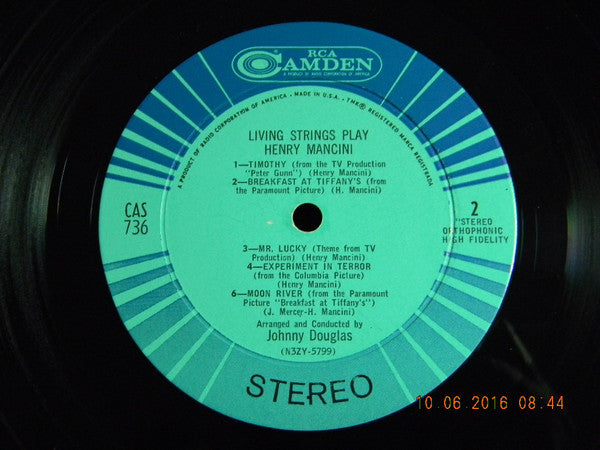 RCA
CAMDEN
A PRODUCT OF RADIO CORPORATION OF AMERICA
A PRODUCT OF RADIO CORPORATION OF AMERICA • MADE IN U.S.A. • TMK® REGISTERED MARCA REGISTRADA
LIVING STRINGS PLAY
HENRY MANCINI
1—TIMOTHY (from the TV Production
"Peter Gunn") (Henry Mancini)
2—BREAKFAST AT TIFFANY'S (from
the Paramount Picture) (H. Mancini)
CAS
736
2
"STEREO
ORTHOPHONIC
HIGH FIDELITY
3—MR. LUCKY (Theme from TV
Production) (Henry Mancini)
4—EXPERIMENT IN TERROR
(from the Columbia Picture)
(Henry Mancini)
6—MOON RIVER (from the Paramount
Picture "Breakfast at Tiffany's")
(J. Mercer-H. Mancini)
Arranged and Conducted by
Johnny Douglas
(N3ZY-5799)
STEREO
10.06.2016 08:44